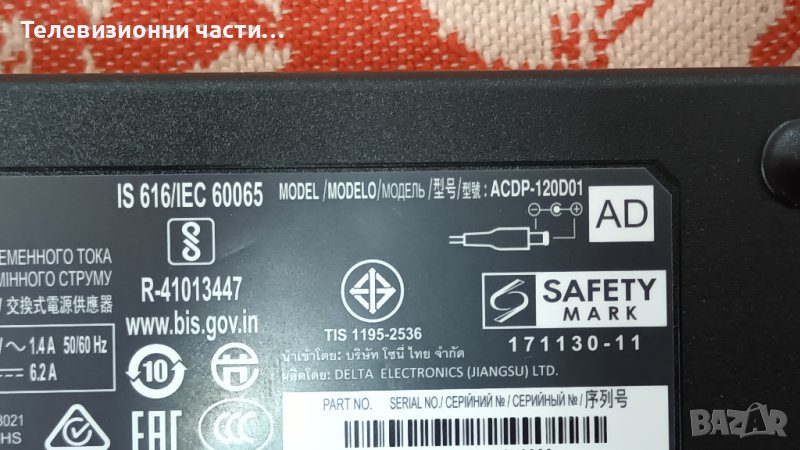 Телевизионни части...
IS 616/IEC 60065
MODEL /MODELO/МОДЕЛЬ /型号/型號 : ACDP-120D01
AD
ЕМЕННОГО ТОКА
МІННОГО СТРУМУ
/ 交換式電源供應器
R-41013447
www.bis.gov.in
TIS 1195-2536
SAFETY
MARK
171130-11
1.4A 50/60 Hz
6.2A
10
นำเข้าโดย: บริษัท โซนี่ ไทย จำกัด
ผลิตโดย: DELTA ELECTRONICS (JIANGSU) LTD.
PART NO. SERIAL NO./ СЕРІЙНИЙ №/ СЕРИЙНЫЙ №/序列号
EAC
CCC
BAZAR